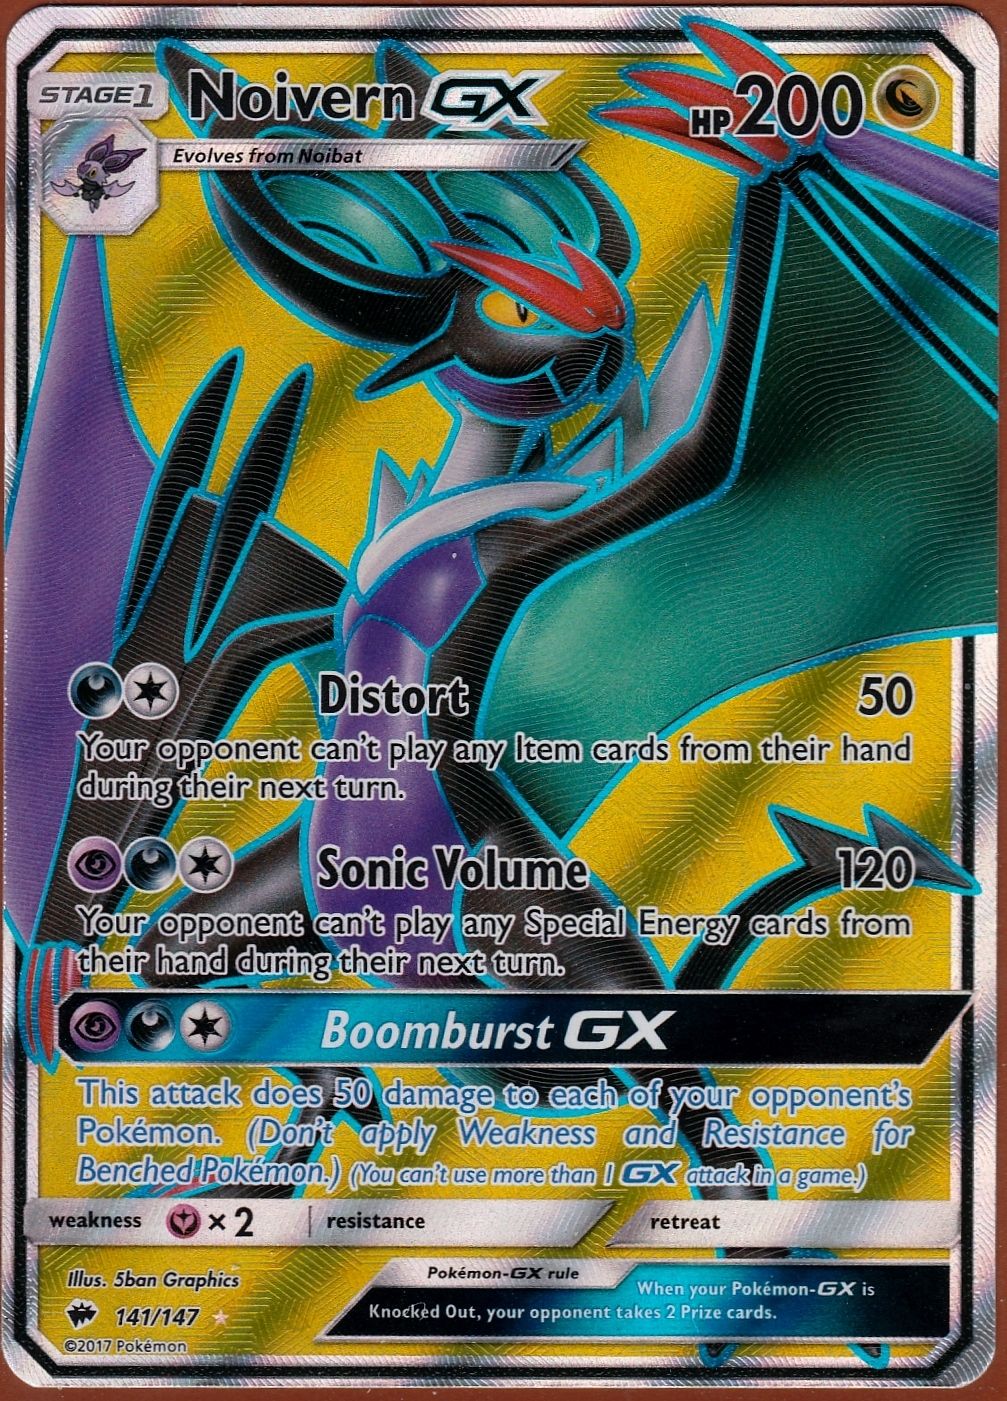 STAGE1
Noivern GX
HP200
Evolves from Noibat
Distort 50
Your opponent can't play any Item cards from their hand
during their next turn.
Sonic Volume 120
Your opponent can't play any Special Energy cards from
their hand during their next turn.
Boomburst GX
This attack does 50 damage to each of your opponent's
Pokémon. (Don't apply Weakness and Resistance for
Benched Pokémon.) (You can't use more than 1 GX attack in a game.)
weakness × 2 resistance retreat
Illus. 5ban Graphics
141/147
©2017 Pokémon
Pokémon-GX rule
When your Pokémon-GX is
Knocked Out, your opponent takes 2 Prize cards.